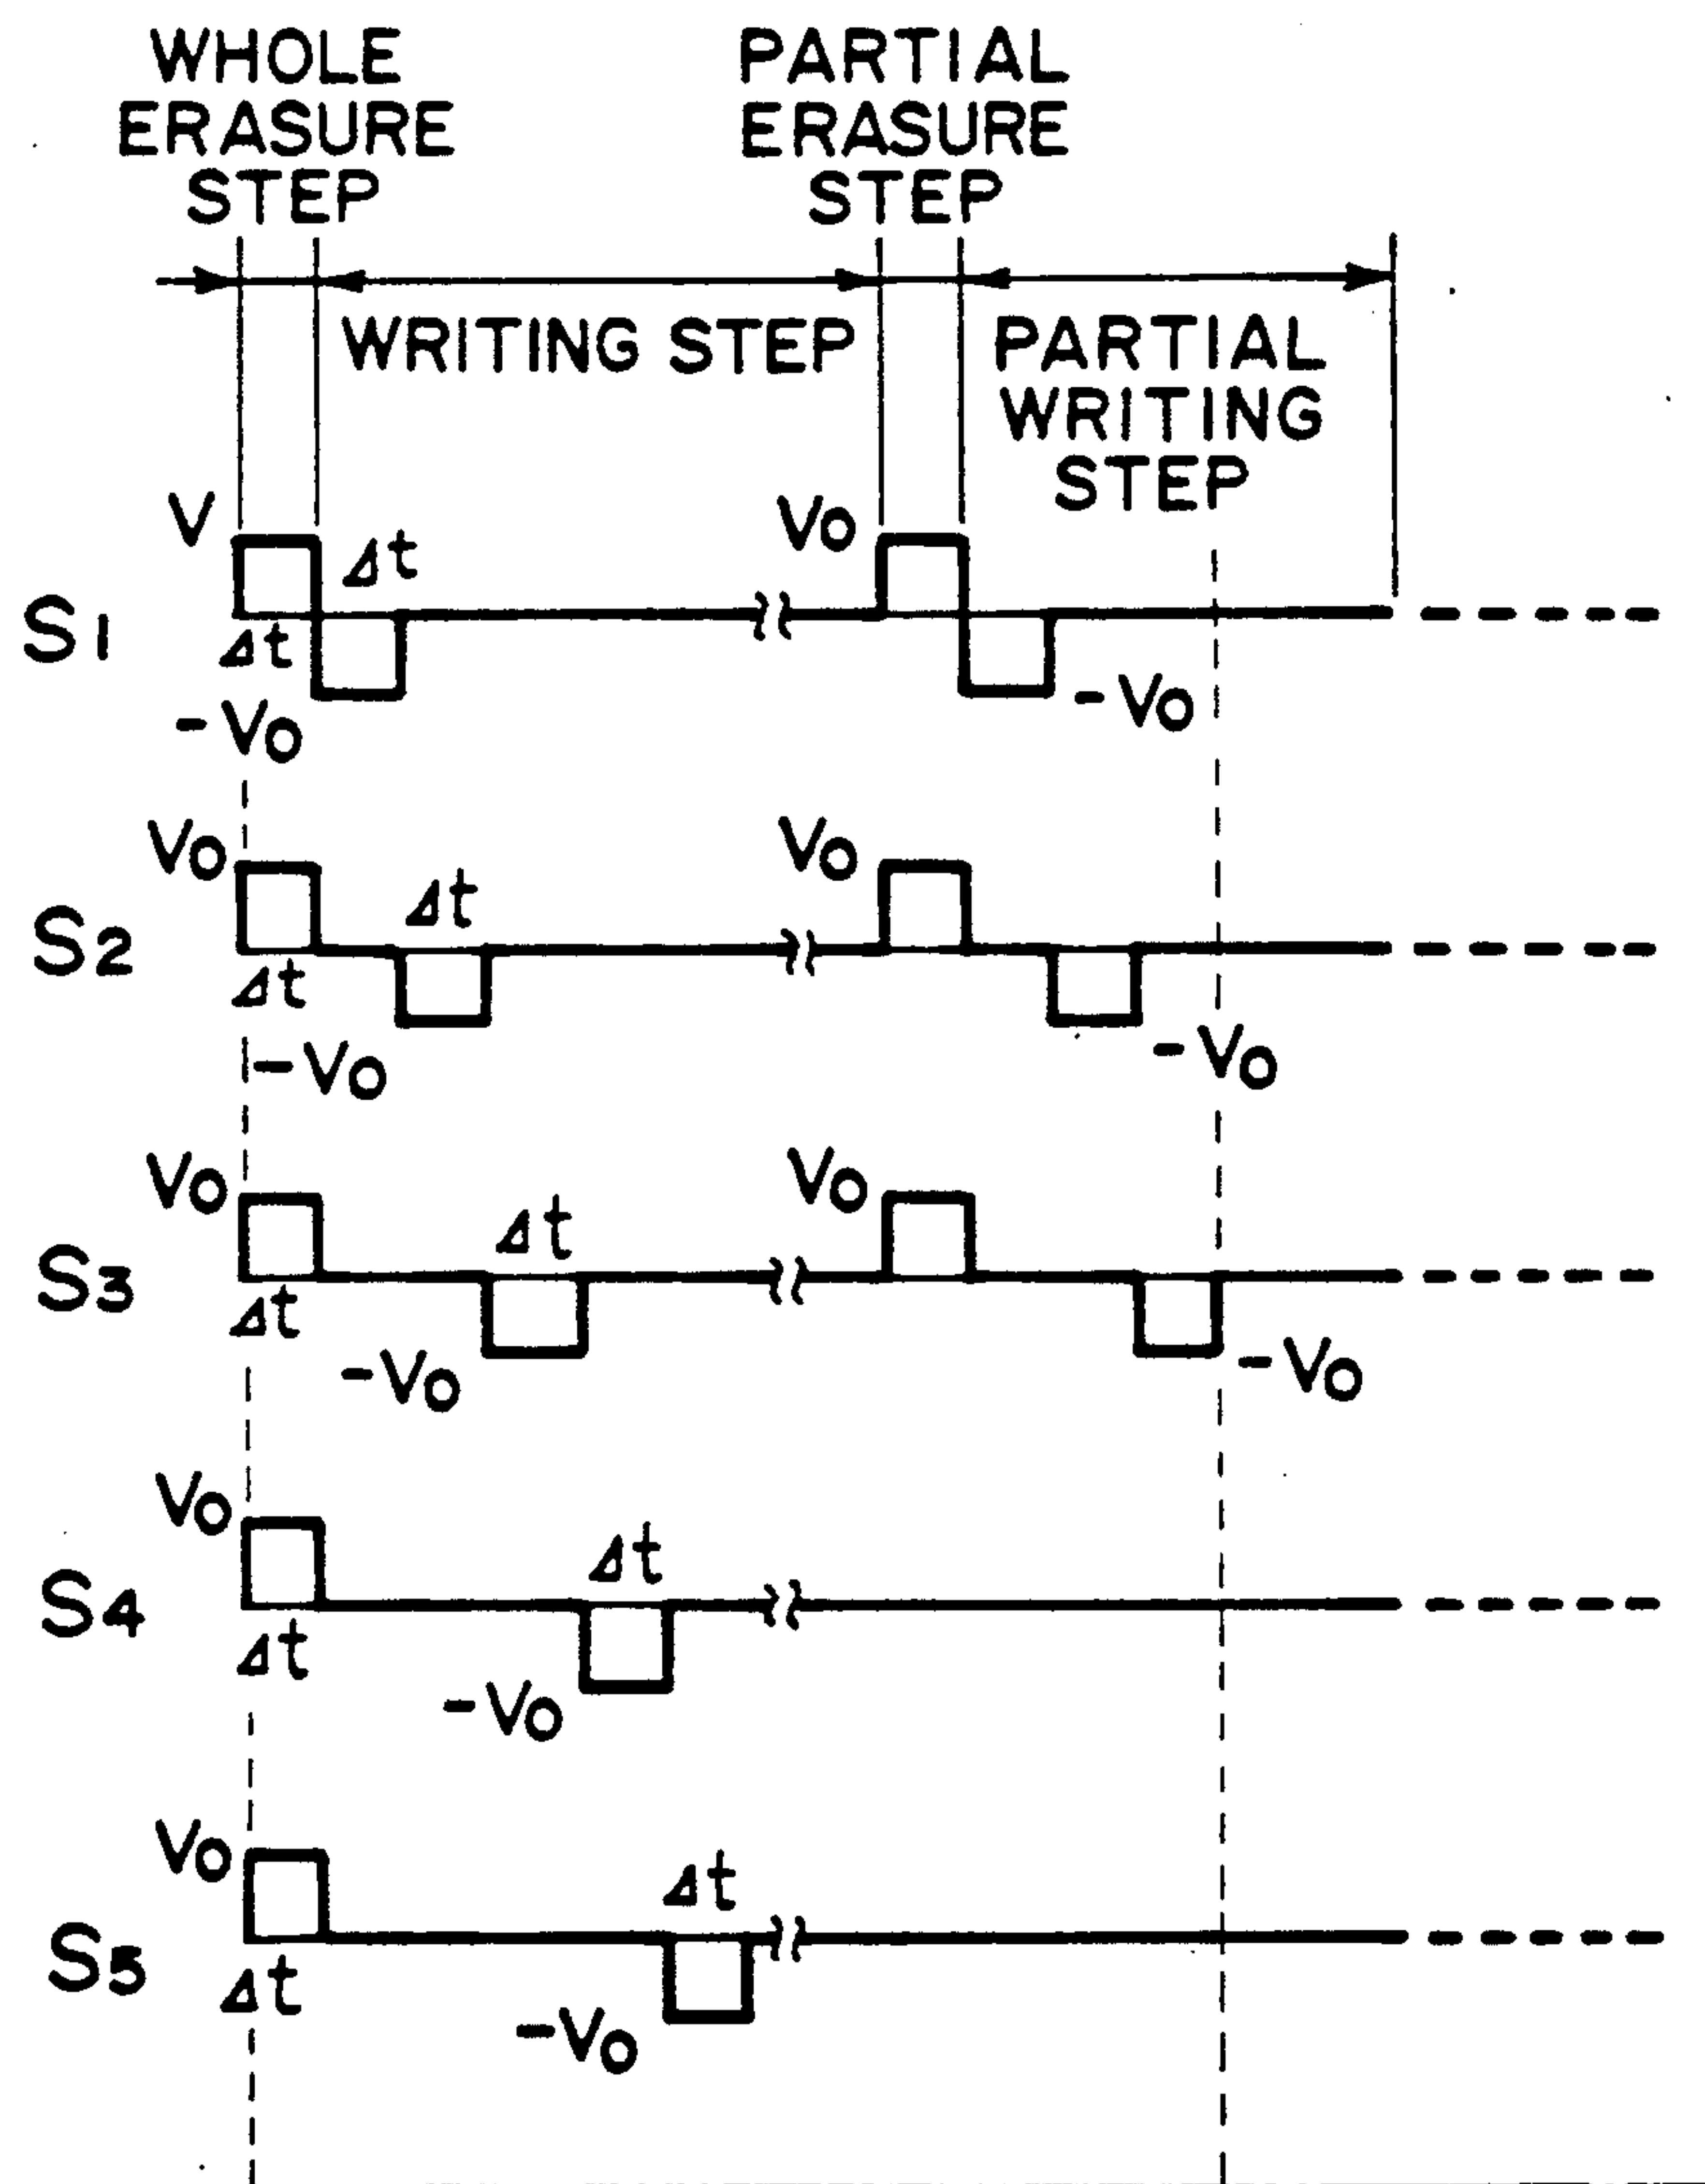 WHOLE
ERASURE
STEP
PARTIAL
ERASURE
STEP
WRITING STEP
PARTIAL
WRITING
STEP
V
Δt
Vo
S1
Δt
-Vo
-Vo
Vo
Δt
Vo
S2
Δt
-Vo
-Vo
Vo
Δt
Vo
S3
Δt
-Vo
-Vo
Vo
Δt
S4
Δt
-Vo
Vo
Δt
S5
Δt
-Vo